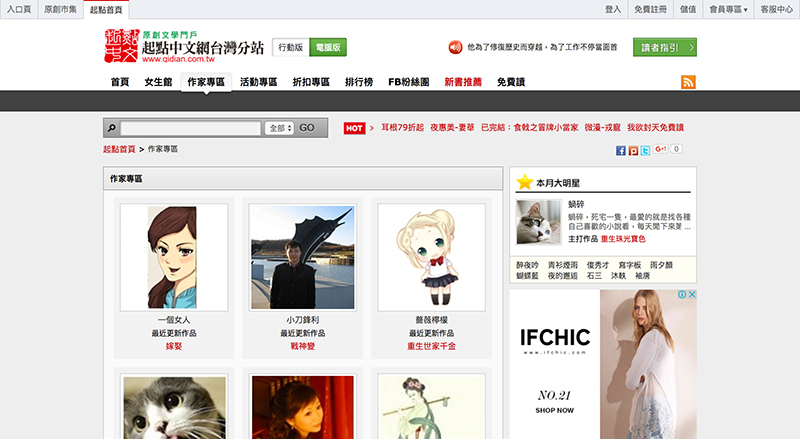 入口頁 原創市集 起點首頁 登入 免費註冊 儲值 會員專區 客服中心
原創文學門戶
起點中文網台灣分站
www.qidian.com.tw
行動版 電腦版
他為了修復歷史而穿越,為了工作不停當面首
讀者指引
首頁 女生館 作家專區 活動專區 折扣專區 排行榜 FB粉絲團 新書推薦 免費讀
全部 GO
HOT » 耳根79折起 夜惠美-妻華 已完結:食戟之冒牌小當家 微漫-戎寵 我欲封天免費讀
起點首頁 > 作家專區
G+1 0
作家專區
一個女人
最近更新作品
嫁娶
小刀鋒利
最近更新作品
戰神變
薔薇檸檬
最近更新作品
重生世家千金
本月大明星
蝸碎
蝸碎,死宅一隻,最愛的就是找各種
自己喜歡的小說看,每天閒下來第 ...
主打作品 重生珠光寶色
醉夜吟 青衫煙雨 俊秀才 寫字板 雨夕顏
蝴蝶藍 夜的邂逅 石三 沐軼 袖唐
IFCHIC
www.ifchic.com
NO.21
SHOP NOW